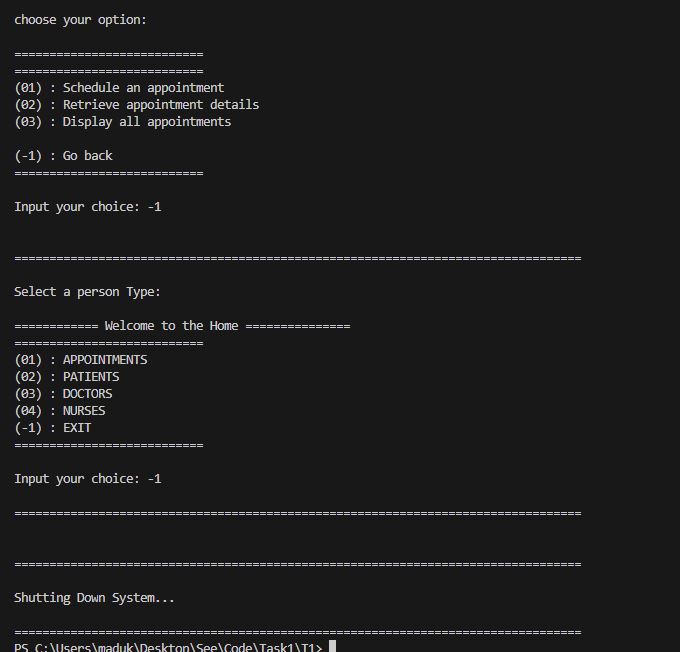 choose your option:
===========================
===========================
(01) : Schedule an appointment
(02) : Retrieve appointment details
(03) : Display all appointments
(-1) : Go back
===========================
Input your choice: -1
=================================================================================
Select a person Type:
============ Welcome to the Home ===============
===========================
(01) : APPOINTMENTS
(02) : PATIENTS
(03) : DOCTORS
(04) : NURSES
(-1) : EXIT
===========================
Input your choice: -1
=================================================================================
=================================================================================
Shutting Down System...
=================================================================================
PS C:\Users\maduk\Desktop\See\Code\Task1\T1>